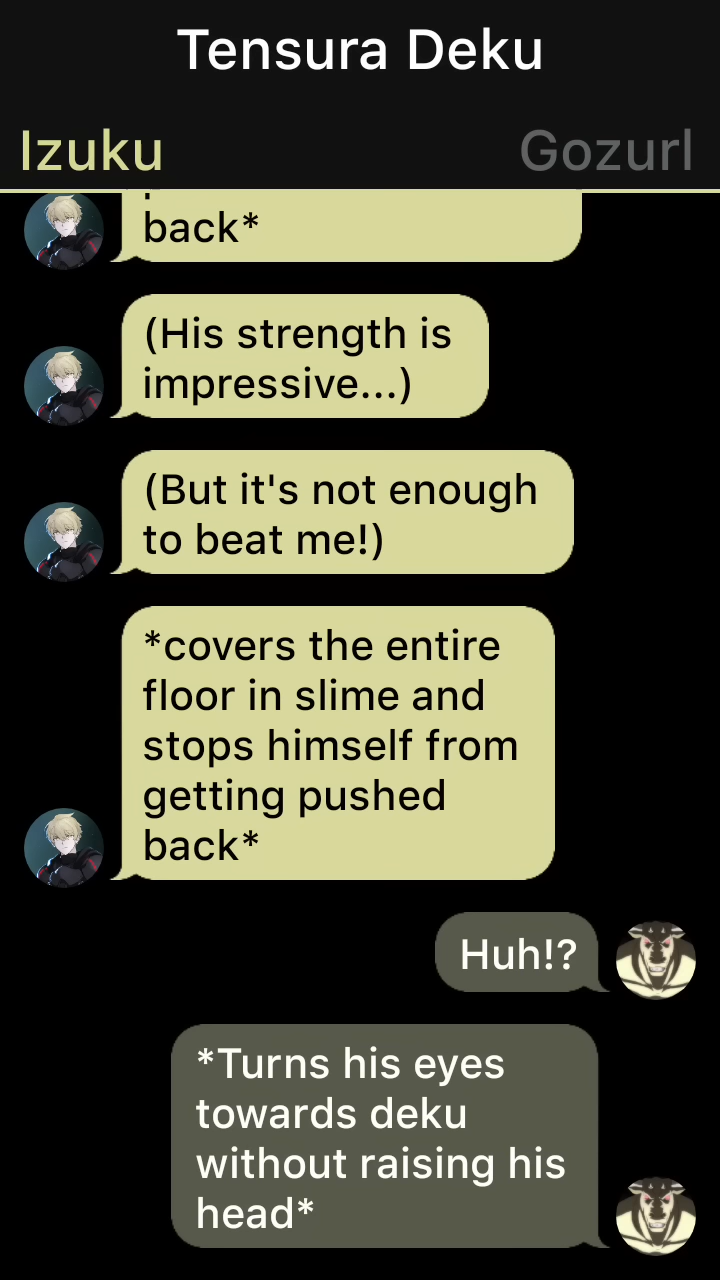 Tensura Deku
Izuku
Gozurl
back*
(His strength is
impressive...)
(But it's not enough
to beat me!)
*covers the entire
floor in slime and
stops himself from
getting pushed
back*
Huh!?
*Turns his eyes
towards deku
without raising his
head*